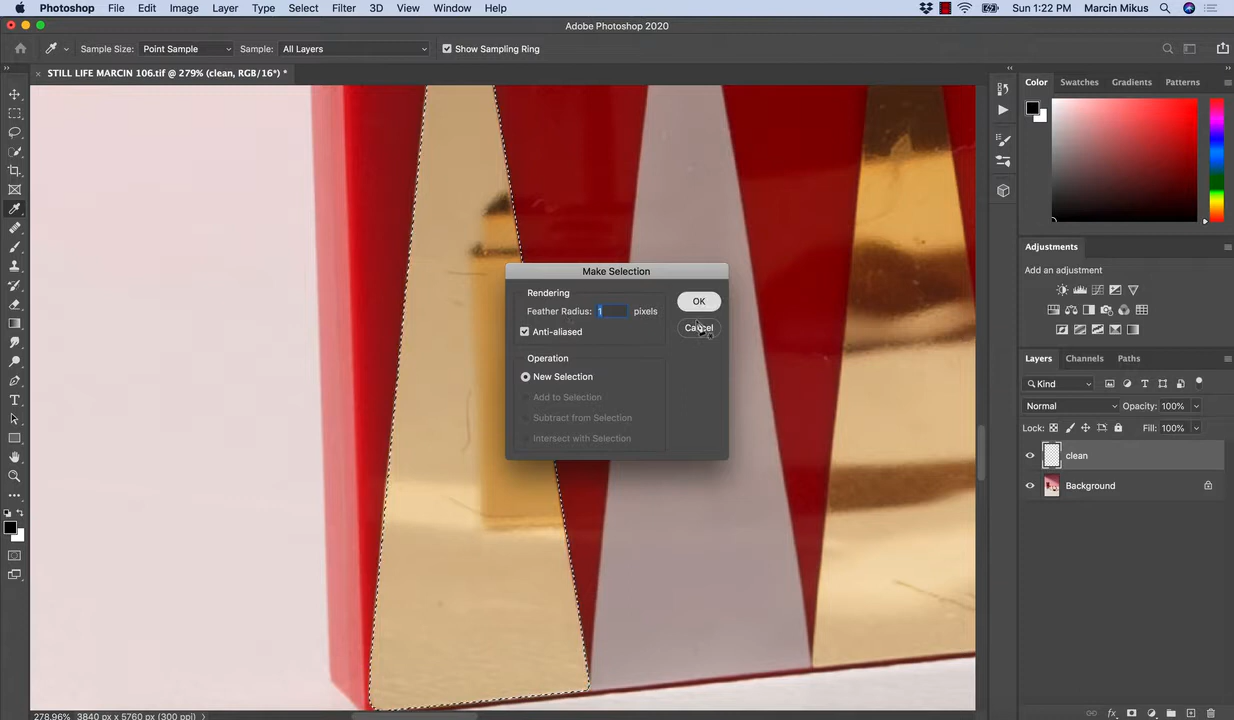 Photoshop File Edit Image Layer Type Select Filter 3D View Window Help Sun 1:22 PM Marcin Mikus
Adobe Photoshop 2020
Sample Size: Point Sample Sample: All Layers Show Sampling Ring
STILL LIFE MARCIN 106.tif @ 279% (clean, RGB/16*) *
Color Swatches Gradients Patterns
Adjustments
Add an adjustment
Make Selection
Rendering
Feather Radius: 1 pixels
Anti-aliased
OK
Cancel
Operation
New Selection
Add to Selection
Subtract from Selection
Intersect with Selection
Layers Channels Paths
Kind
Normal Opacity: 100%
Lock: Fill: 100%
clean
Background
278.96% 3840 px x 5760 px (300 ppi)